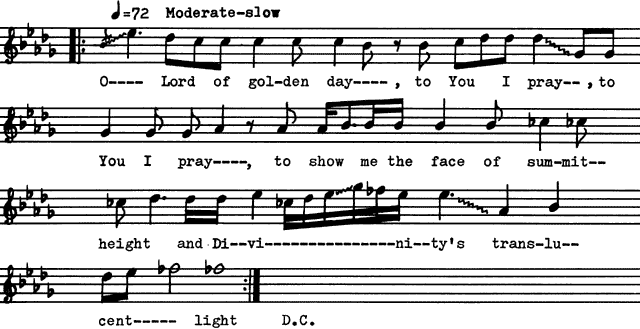 ♩=72 Moderate-slow
O---- Lord of gol-den day----, to You I pray--, to
You I pray----, to show me the face of sum-mit--
height and Di--vi---------------ni--ty's trans-lu--
cent----- light D.C.